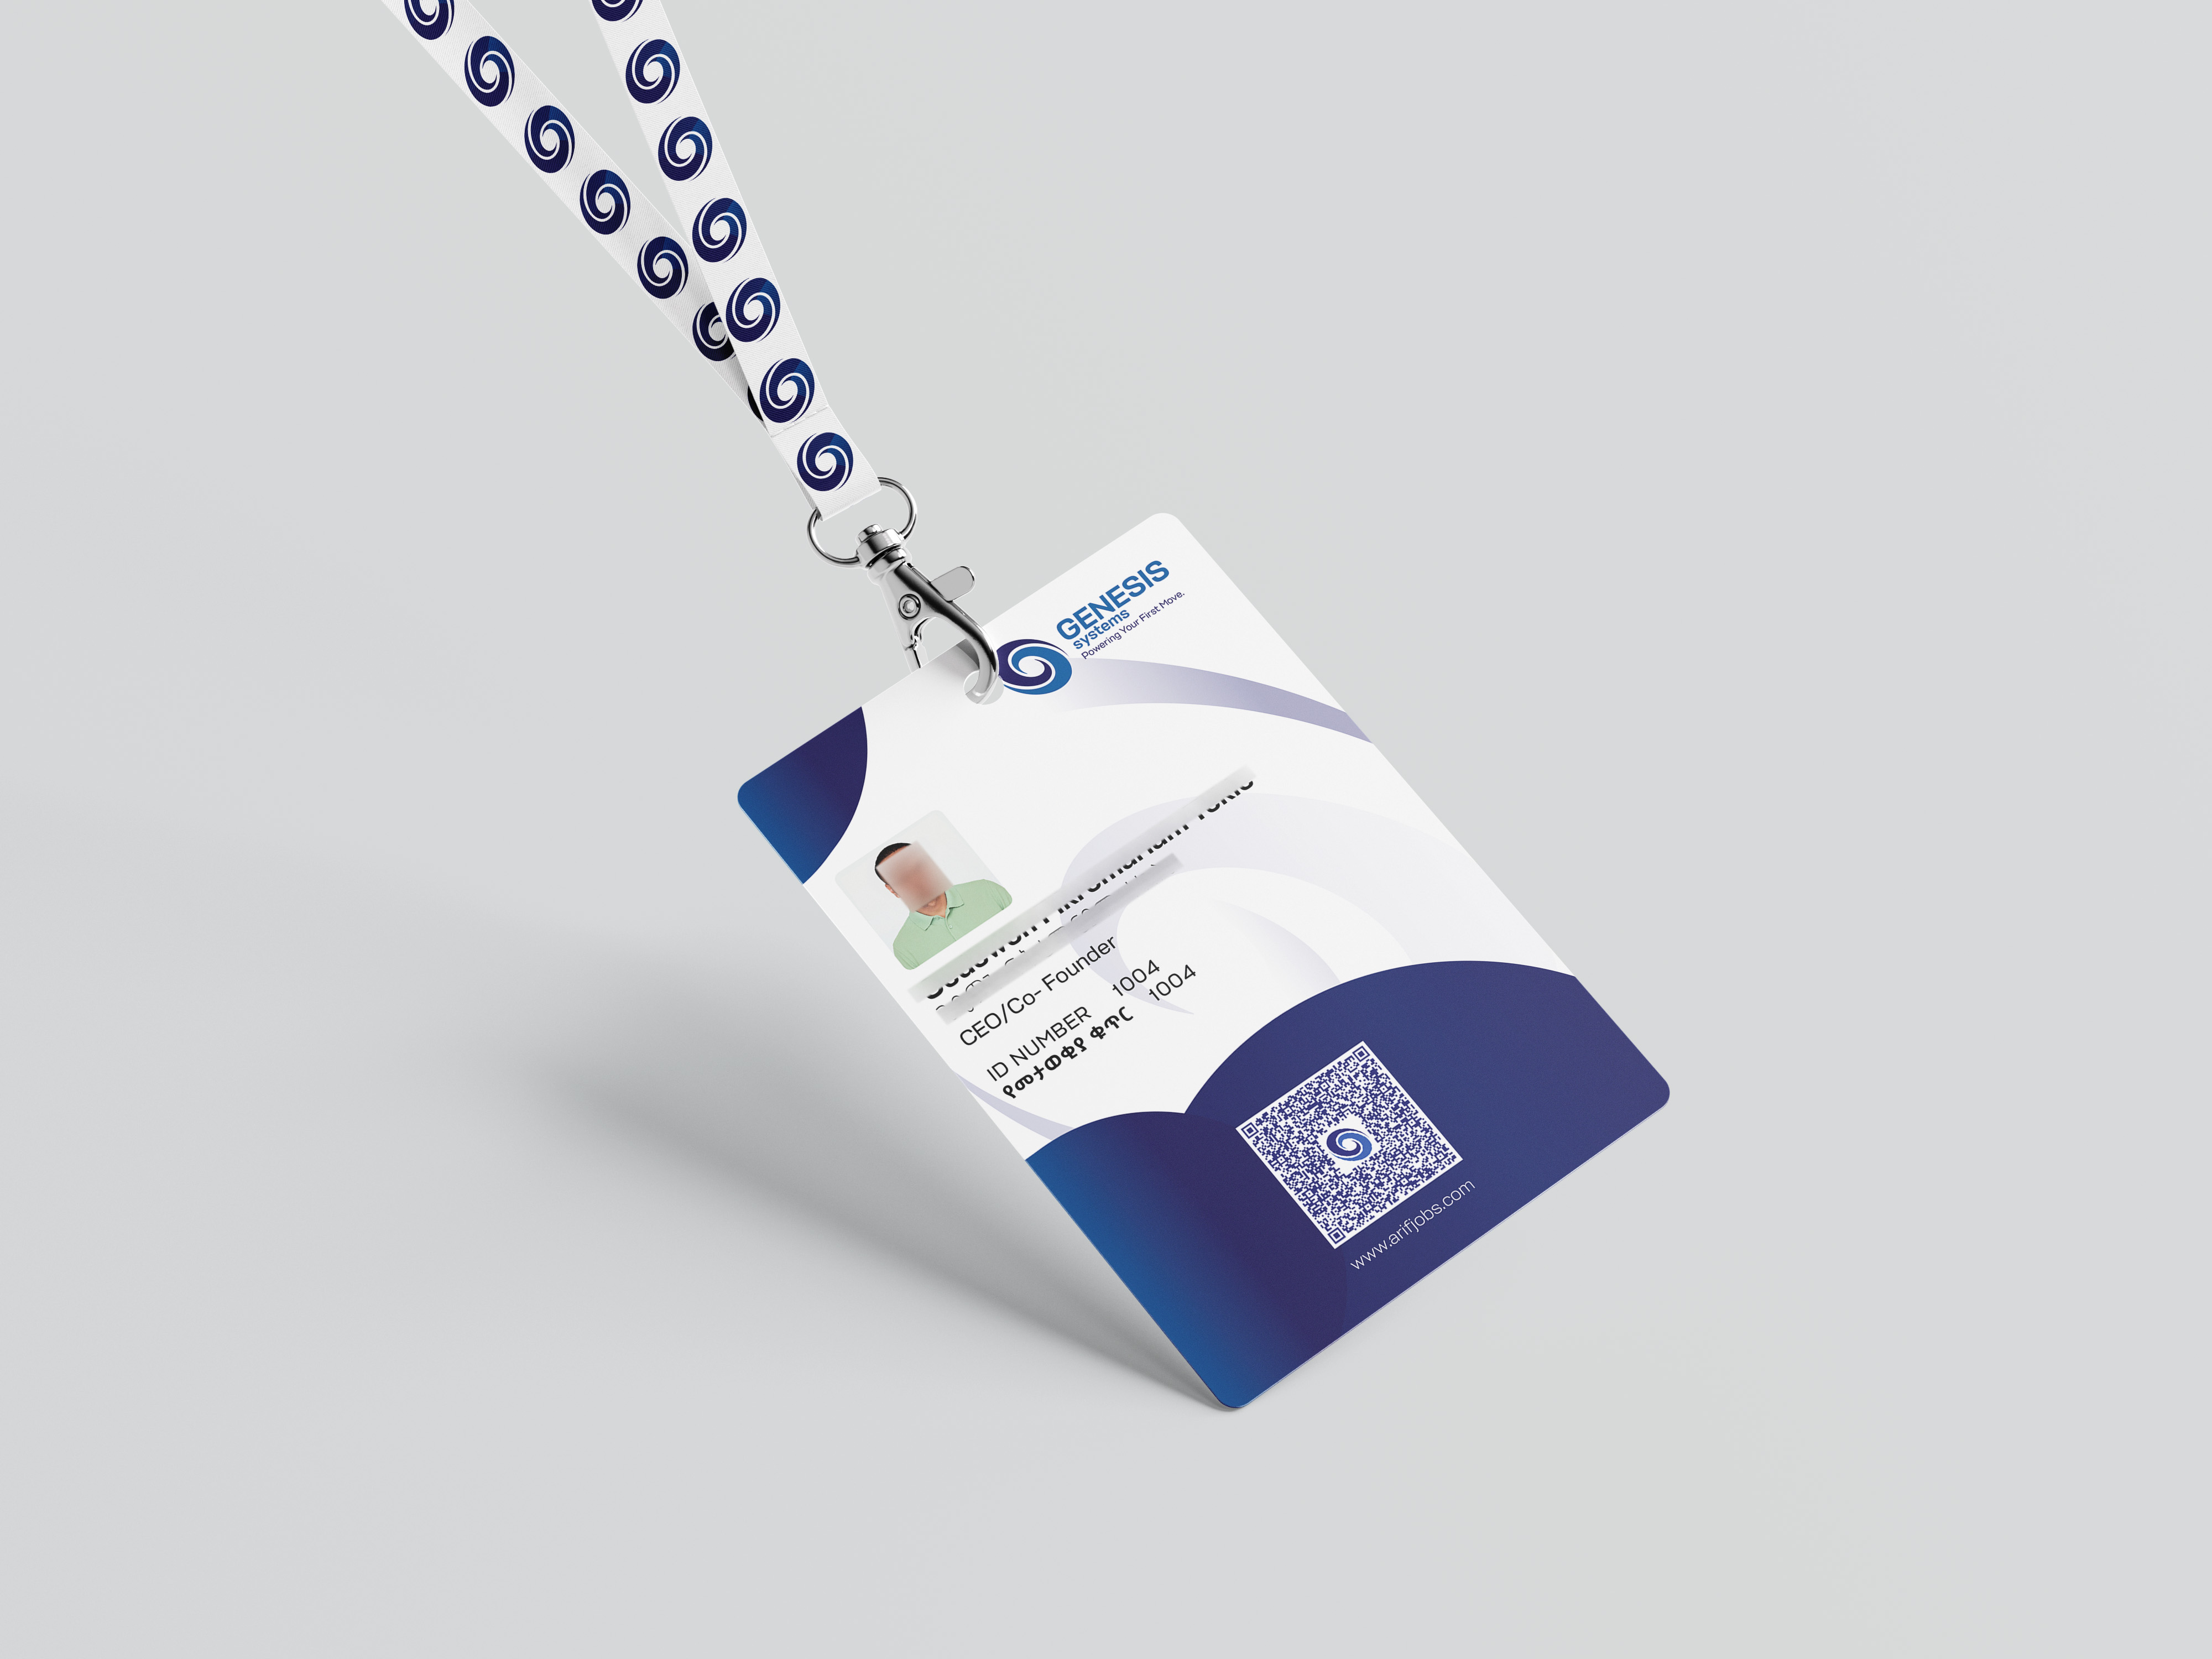 GENESIS
systems
Powering Your First Move.
CEO/Co- Founder
ID NUMBER 1004
የመታወቂያ ቁጥር 1004
www.arifjobs.com